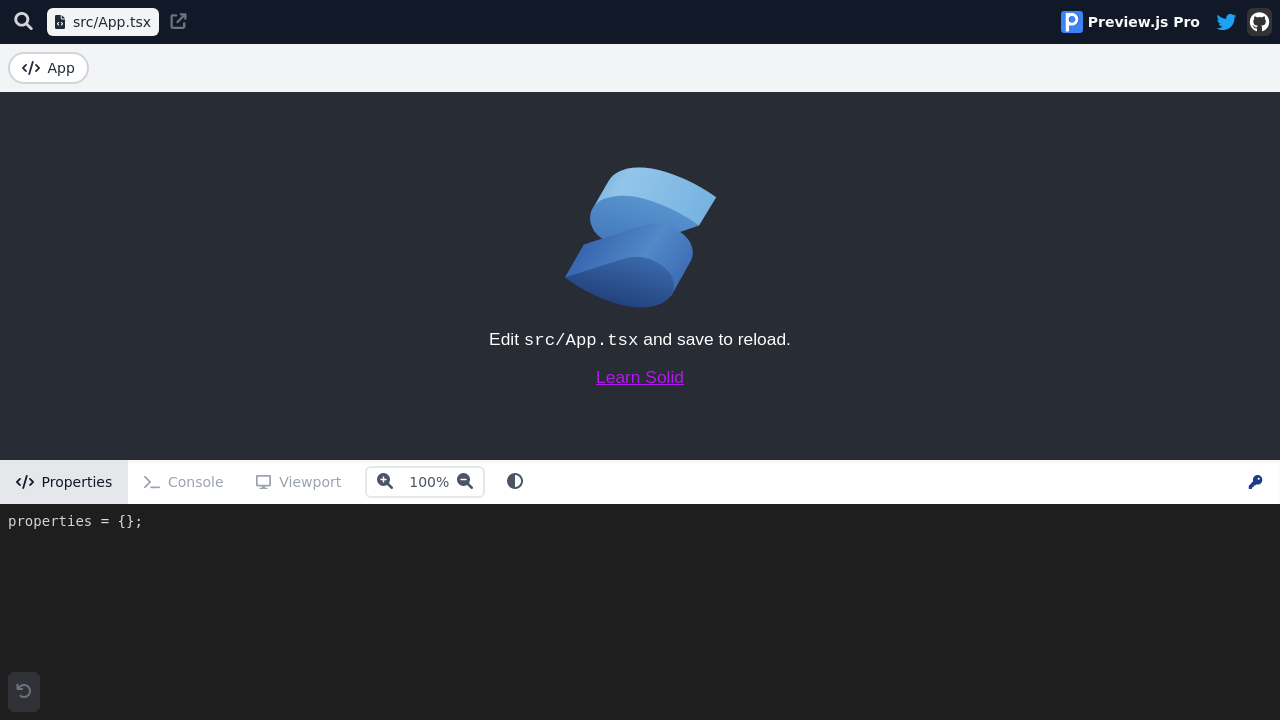 src/App.tsx
Preview.js Pro
App
Edit src/App.tsx and save to reload.
Learn Solid
Properties
Console
Viewport
100%
properties = {};